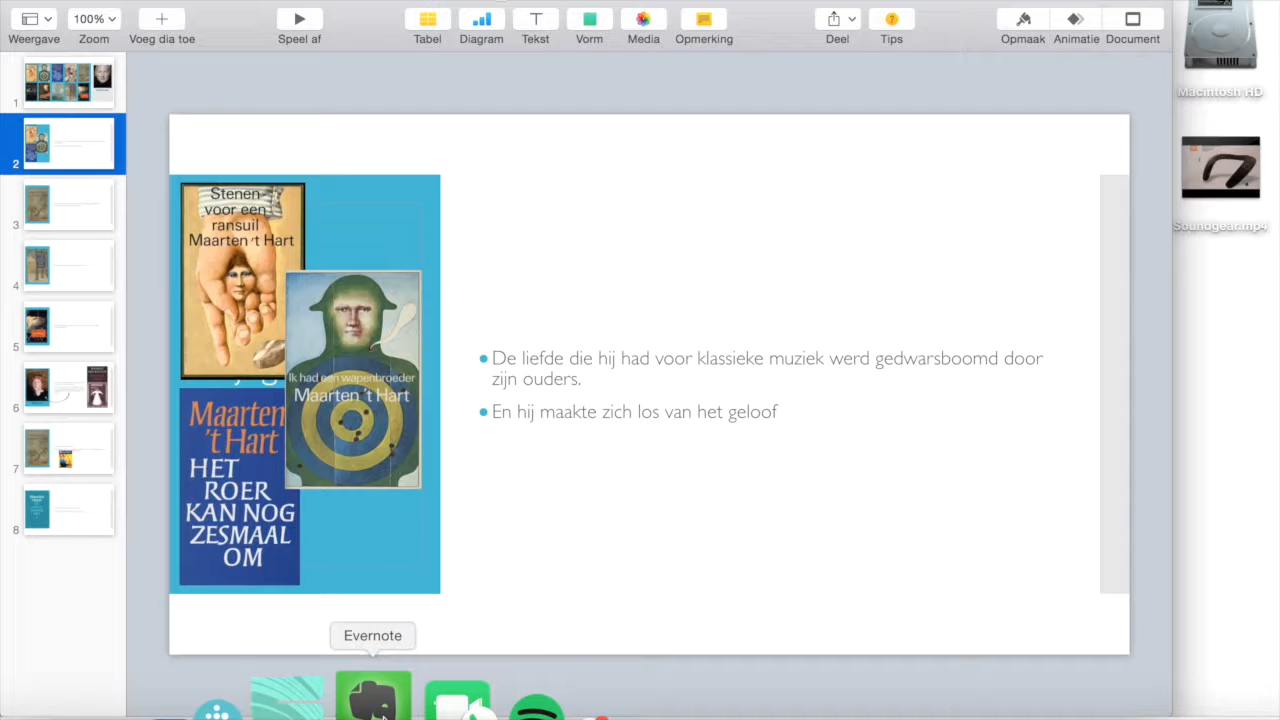 100%
Weergave
Zoom
Voeg dia toe
Speel af
Tabel
Diagram
T
Tekst
Vorm
Media
Opmerking
Deel
?
Tips
Opmaak
Animatie
Document
1
2
3
4
5
6
7
8
Stenen
voor een
ransuil
Maarten 't Hart
Ik had een wapenbroeder
Maarten 't Hart
Maarten
't Hart
HET
ROER
KAN NOG
ZESMAAL
OM
De liefde die hij had voor klassieke muziek werd gedwarsboomd door
zijn ouders.
En hij maakte zich los van het geloof
Evernote
Macintosh HD
Soundgear.mp4